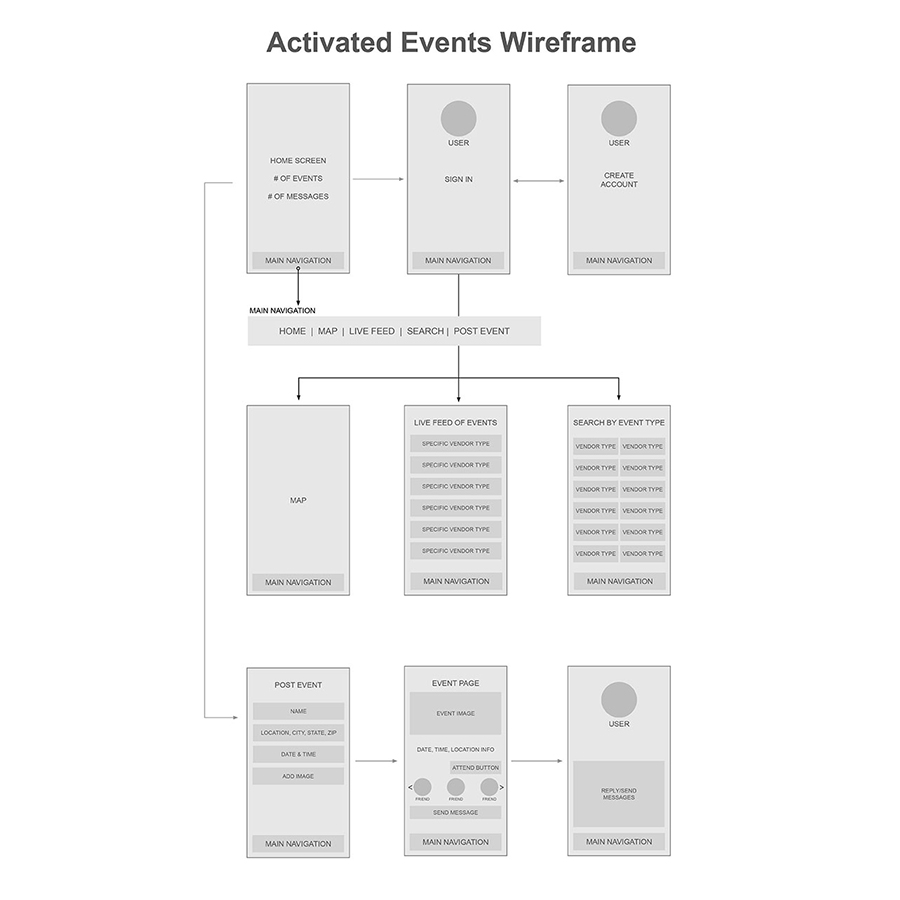 Activated Events Wireframe
HOME SCREEN
# OF EVENTS
# OF MESSAGES
MAIN NAVIGATION
USER
SIGN IN
MAIN NAVIGATION
USER
CREATE
ACCOUNT
MAIN NAVIGATION
MAIN NAVIGATION
HOME | MAP | LIVE FEED | SEARCH | POST EVENT
MAP
MAIN NAVIGATION
LIVE FEED OF EVENTS
SPECIFIC VENDOR TYPE
SPECIFIC VENDOR TYPE
SPECIFIC VENDOR TYPE
SPECIFIC VENDOR TYPE
SPECIFIC VENDOR TYPE
SPECIFIC VENDOR TYPE
MAIN NAVIGATION
SEARCH BY EVENT TYPE
VENDOR TYPE VENDOR TYPE
VENDOR TYPE VENDOR TYPE
VENDOR TYPE VENDOR TYPE
VENDOR TYPE VENDOR TYPE
VENDOR TYPE VENDOR TYPE
VENDOR TYPE VENDOR TYPE
MAIN NAVIGATION
POST EVENT
NAME
LOCATION, CITY, STATE, ZIP
DATE & TIME
ADD IMAGE
MAIN NAVIGATION
EVENT PAGE
EVENT IMAGE
DATE, TIME, LOCATION INFO
ATTEND BUTTON
< >
FRIEND FRIEND FRIEND
SEND MESSAGE
MAIN NAVIGATION
USER
REPLY/SEND
MESSAGES
MAIN NAVIGATION